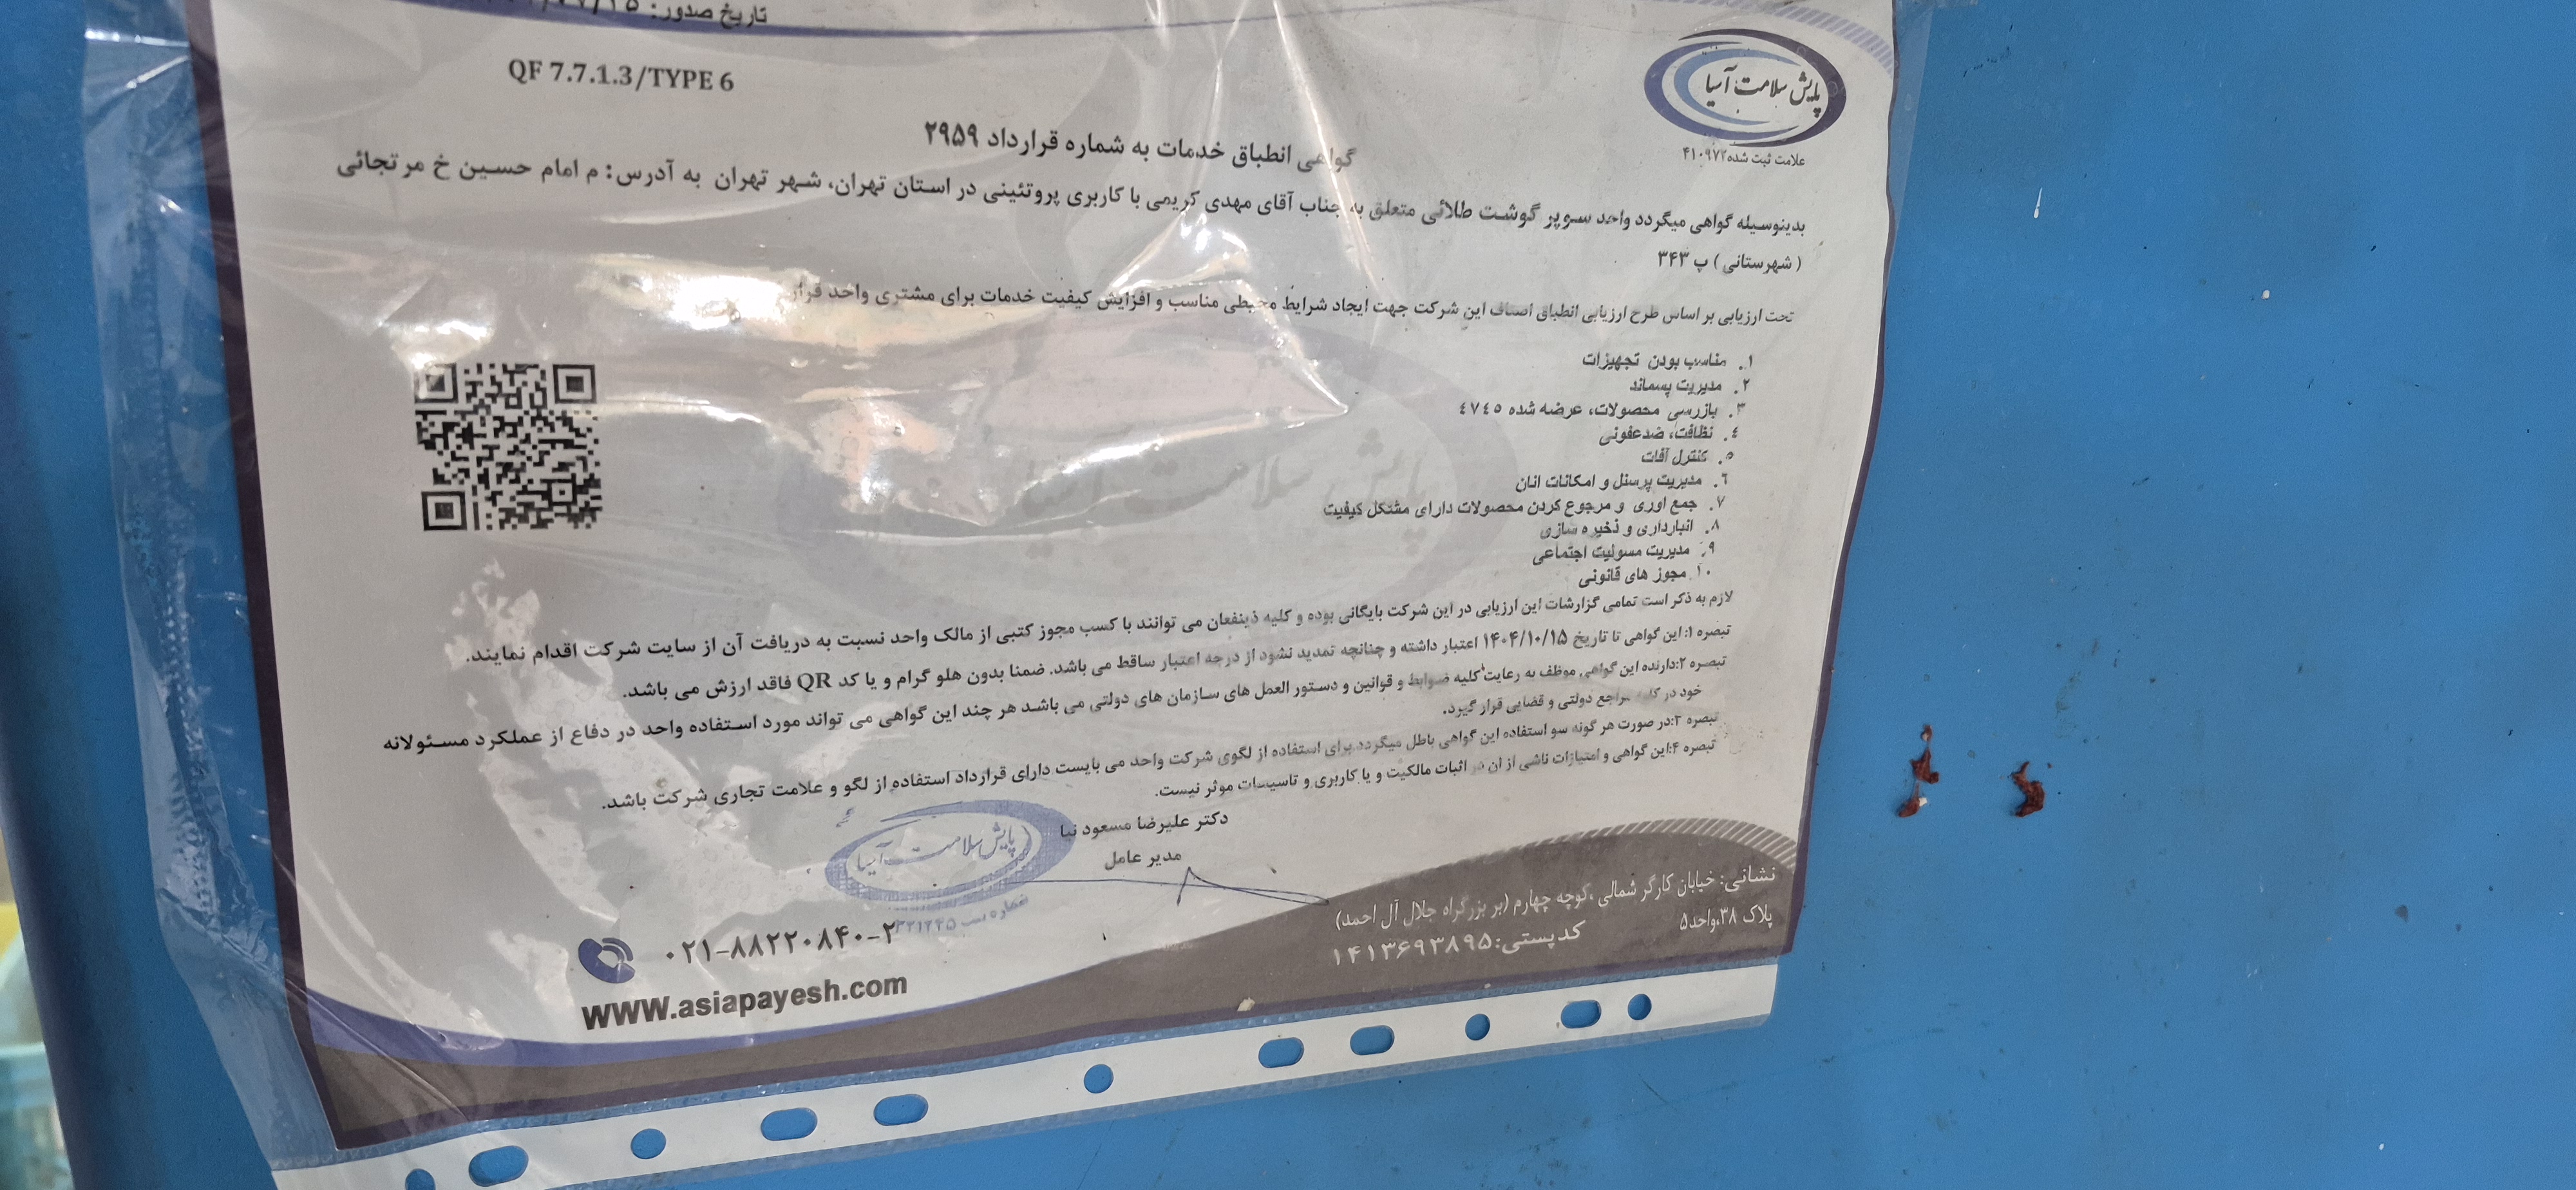 تاریخ صدور:
QF 7.7.1.3/TYPE 6
پایش سلامت آسیا
علامت ثبت شده ۴۱۰۹۷۲
گواهی انطباق خدمات به شماره قرارداد ۲۹۵۹
بدینوسیله گواهی میگردد واحد سوپر گوشت طلائی متعلق به جناب آقای مهدی کریمی با کاربری پروتئینی در استان تهران، شهر تهران به آدرس: م امام حسین خ مرتجائی
( شهرستانی ) پ ۳۴۳
تحت ارزیابی بر اساس طرح ارزیابی انطباق اصناف این شرکت جهت ایجاد شرایط محیطی مناسب و افزایش کیفیت خدمات برای مشتری واحد قرار
۱. مناسب بودن تجهیزات
۲. مدیریت پسماند
۳. بازرسی محصولات، عرضه شده ٤٧٤٥
٤. نظافت، ضدعفونی
۵. کنترل آفات
٦. مدیریت پرسنل و امکانات انان
۷. جمع اوری و مرجوع کردن محصولات دارای مشتکل کیفیت
۸. انبارداری و ذخیره سازی
۹. مدیریت مسولیت اجتماعی
۱۰. مجوز های قانونی
پایش سلامت آسیا
لازم به ذکر است تمامی گزارشات این ارزیابی در این شرکت بایگانی بوده و کلیه ذینفعان می توانند با کسب مجوز کتبی از مالک واحد نسبت به دریافت آن از سایت شرکت اقدام نمایند.
تبصره ۱: این گواهی تا تاریخ ۱۴۰۴/۱۰/۱۵ اعتبار داشته و چنانچه تمدید نشود از درجه اعتبار ساقط می باشد. ضمنا بدون هلو گرام و یا کد QR فاقد ارزش می باشد.
تبصره ۲:دارنده این گواهی موظف به رعایت کلیه ضوابط و قوانین و دستور العمل های سازمان های دولتی می باشد هر چند این گواهی می تواند مورد استفاده واحد در دفاع از عملکرد مسئولانه
خود در کلیه مراجع دولتی و قضایی قرار گیرد.
تبصره ۳:در صورت هر گونه سو استفاده این گواهی باطل میگردد.برای استفاده از لگوی شرکت واحد می بایست دارای قرارداد استفاده از لگو و علامت تجاری شرکت باشد.
تبصره ۴:این گواهی و امتیازات ناشی از ان در اثبات مالکیت و یا کاربری و تاسیسات موثر نیست.
دکتر علیرضا مسعود نیا
مدیر عامل
پایش سلامت آسیا
شماره ثبت
نشانی: خیابان کارگر شمالی ،کوچه چهارم (بر بزرگراه جلال آل احمد)
پلاک ۳۸،واحد۵
کدپستی:۱۴۱۳۶۹۳۸۹۵
۰۲۱-۸۸۲۲۰۸۴۰-۲
WWW.asiapayesh.com